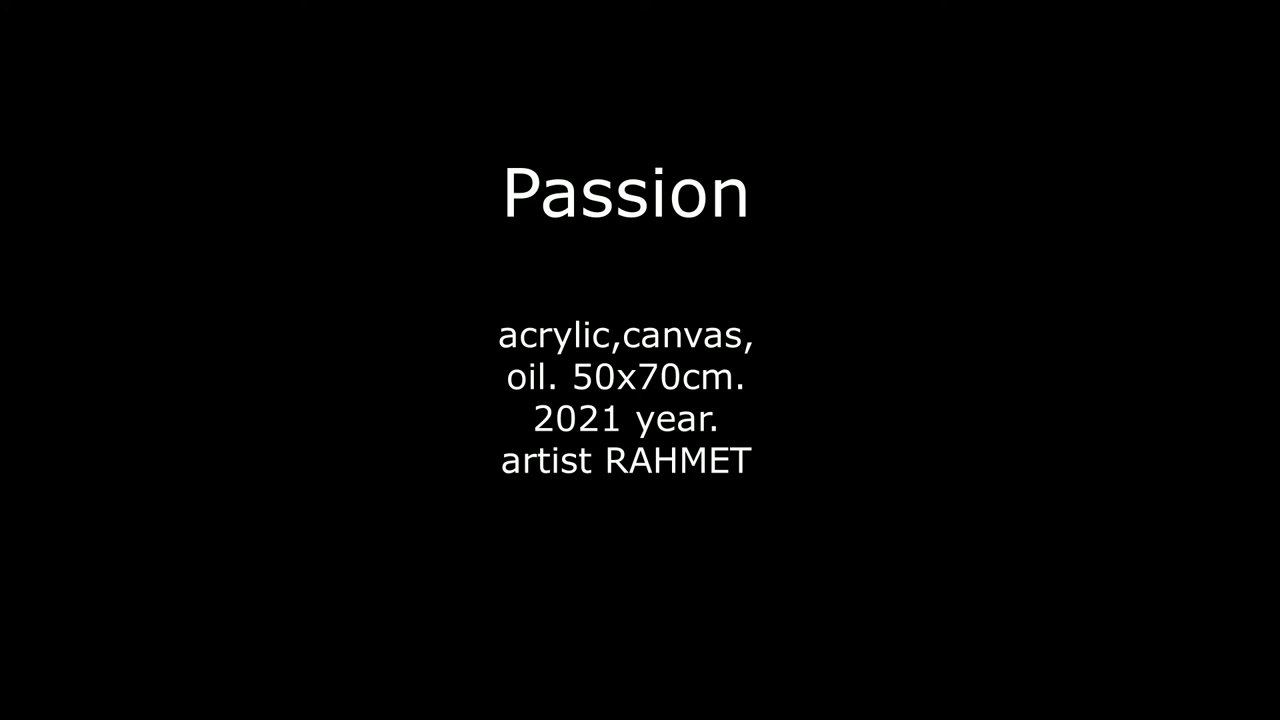 Passion
acrylic,canvas,
oil. 50x70cm.
2021 year.
artist RAHMET